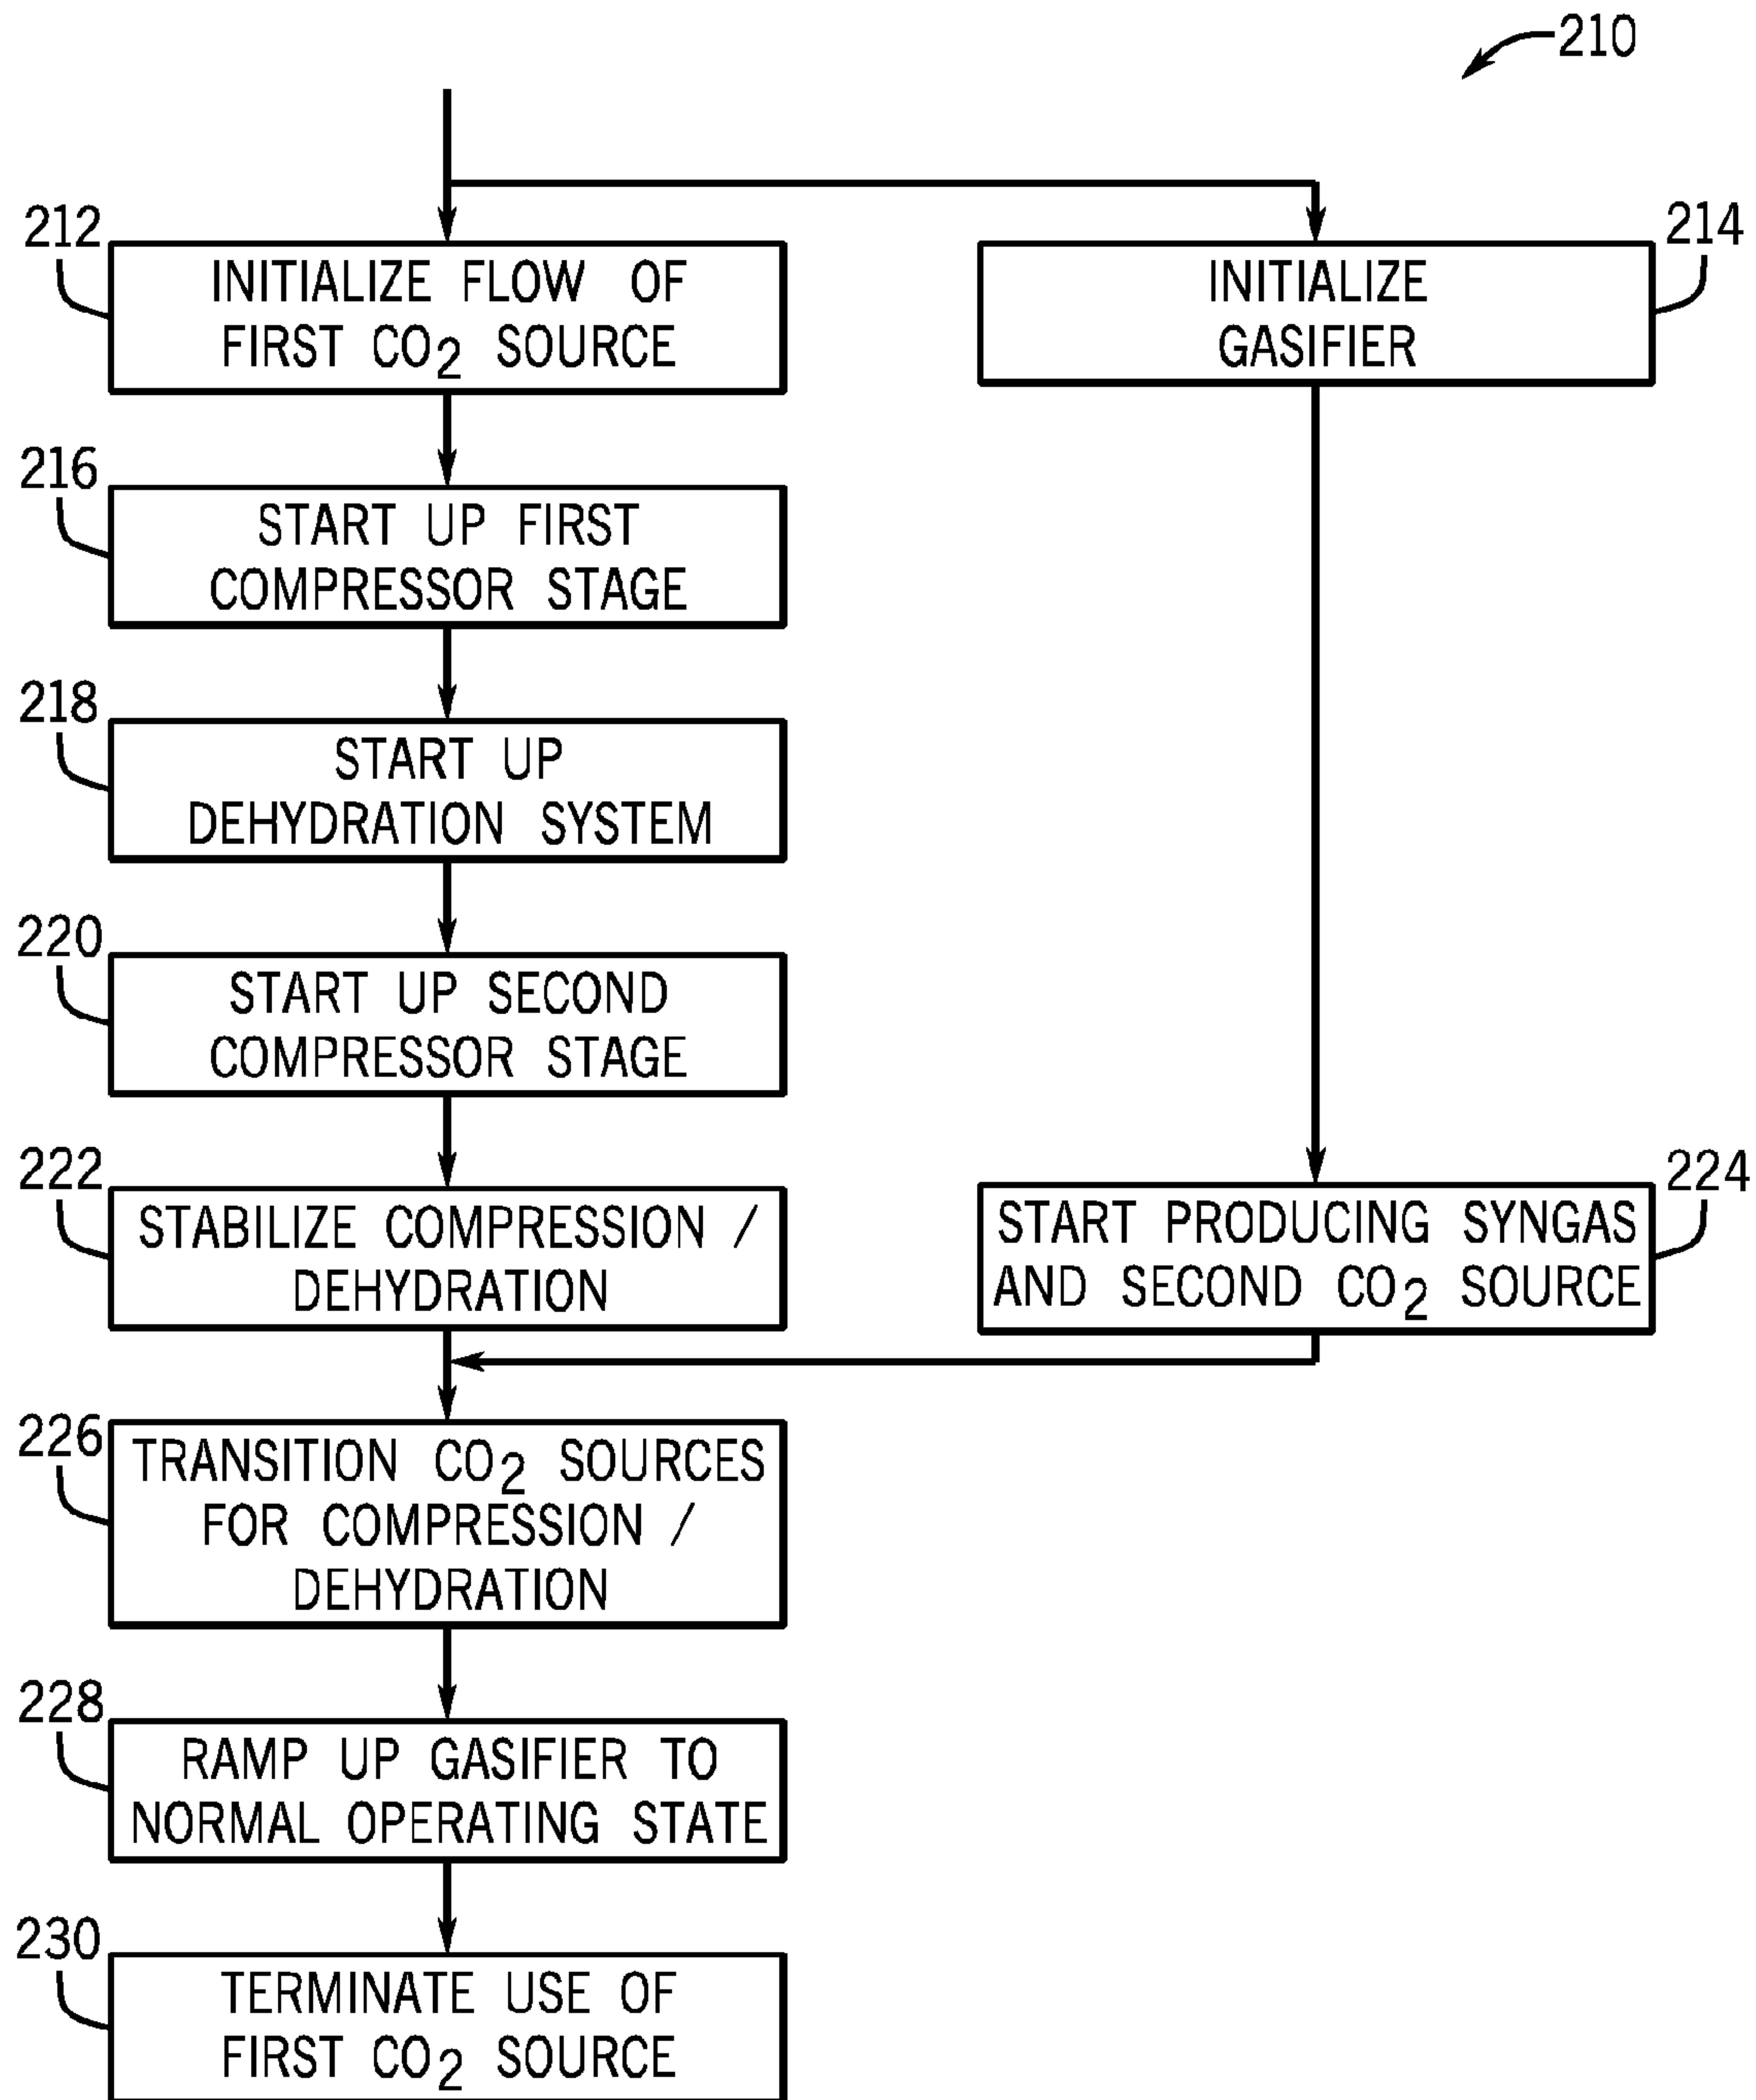 210
212
INITIALIZE FLOW OF
FIRST CO₂ SOURCE
214
INITIALIZE
GASIFIER
216
START UP FIRST
COMPRESSOR STAGE
218
START UP
DEHYDRATION SYSTEM
220
START UP SECOND
COMPRESSOR STAGE
222
STABILIZE COMPRESSION /
DEHYDRATION
224
START PRODUCING SYNGAS
AND SECOND CO₂ SOURCE
226
TRANSITION CO₂ SOURCES
FOR COMPRESSION /
DEHYDRATION
228
RAMP UP GASIFIER TO
NORMAL OPERATING STATE
230
TERMINATE USE OF
FIRST CO₂ SOURCE